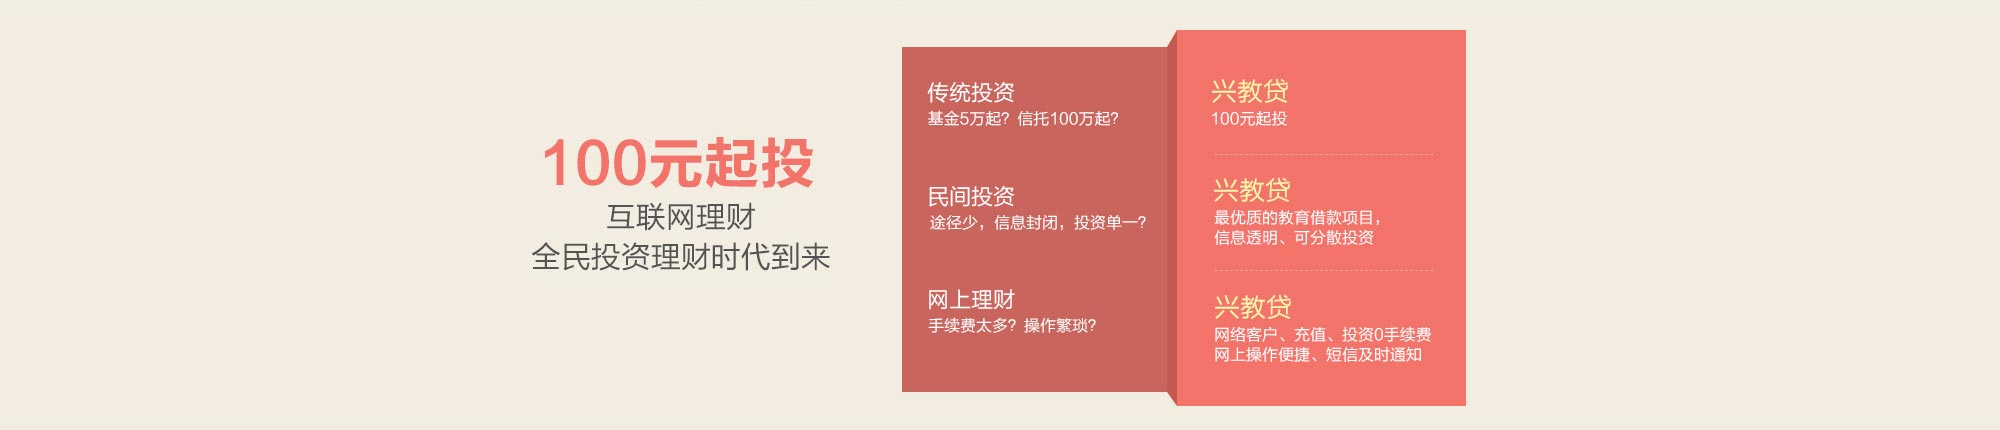 100元起投
互联网理财
全民投资理财时代到来
传统投资
基金5万起？信托100万起？
民间投资
途径少，信息封闭，投资单一？
网上理财
手续费太多？操作繁琐？
兴教贷
100元起投
兴教贷
最优质的教育借款项目，
信息透明、可分散投资
兴教贷
网络客户、充值、投资0手续费
网上操作便捷、短信及时通知